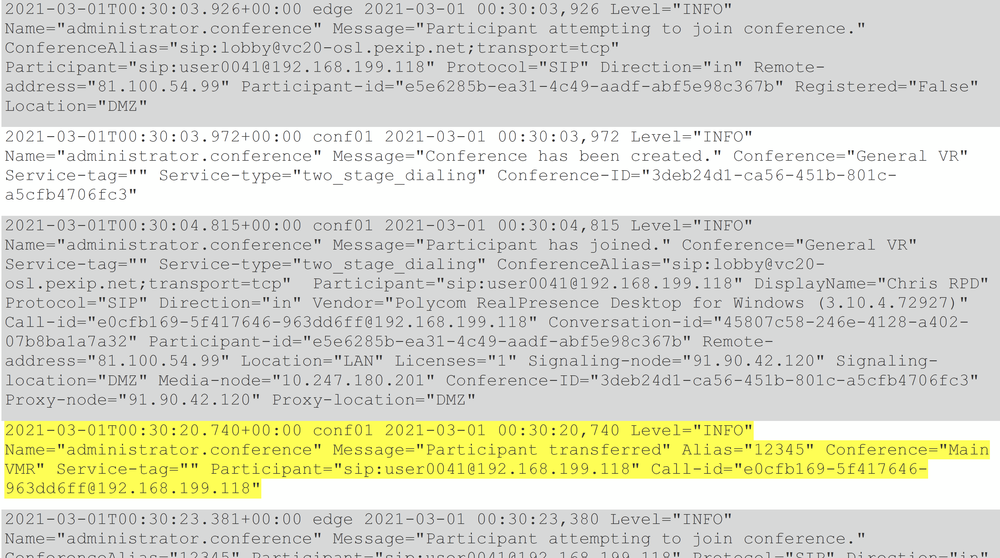 2021-03-01T00:30:03.926+00:00 edge 2021-03-01 00:30:03,926 Level="INFO"
Name="administrator.conference" Message="Participant attempting to join conference."
ConferenceAlias="sip:lobby@vc20-osl.pexip.net;transport=tcp"
Participant="sip:user0041@192.168.199.118" Protocol="SIP" Direction="in" Remote-
address="81.100.54.99" Participant-id="e5e6285b-ea31-4c49-aadf-abf5e98c367b" Registered="False"
Location="DMZ"
2021-03-01T00:30:03.972+00:00 conf01 2021-03-01 00:30:03,972 Level="INFO"
Name="administrator.conference" Message="Conference has been created." Conference="General VR"
Service-tag="" Service-type="two_stage_dialing" Conference-ID="3deb24d1-ca56-451b-801c-
a5cfb4706fc3"
2021-03-01T00:30:04.815+00:00 conf01 2021-03-01 00:30:04,815 Level="INFO"
Name="administrator.conference" Message="Participant has joined." Conference="General VR"
Service-tag="" Service-type="two_stage_dialing" ConferenceAlias="sip:lobby@vc20-
osl.pexip.net;transport=tcp"  Participant="sip:user0041@192.168.199.118" DisplayName="Chris RPD"
Protocol="SIP" Direction="in" Vendor="Polycom RealPresence Desktop for Windows (3.10.4.72927)"
Call-id="e0cfb169-5f417646-963dd6ff@192.168.199.118" Conversation-id="45807c58-246e-4128-a402-
07b8ba1a7a32" Participant-id="e5e6285b-ea31-4c49-aadf-abf5e98c367b" Remote-
address="81.100.54.99" Location="LAN" Licenses="1" Signaling-node="91.90.42.120" Signaling-
location="DMZ" Media-node="10.247.180.201" Conference-ID="3deb24d1-ca56-451b-801c-a5cfb4706fc3"
Proxy-node="91.90.42.120" Proxy-location="DMZ"
2021-03-01T00:30:20.740+00:00 conf01 2021-03-01 00:30:20,740 Level="INFO"
Name="administrator.conference" Message="Participant transferred" Alias="12345" Conference="Main
VMR" Service-tag="" Participant="sip:user0041@192.168.199.118" Call-id="e0cfb169-5f417646-
963dd6ff@192.168.199.118"
2021-03-01T00:30:23.381+00:00 edge 2021-03-01 00:30:23,380 Level="INFO"
Name="administrator.conference" Message="Participant attempting to join conference."
ConferenceAlias="12345" Participant="sip:user0041@192.168.199.118" Protocol="SIP" Direction="in"